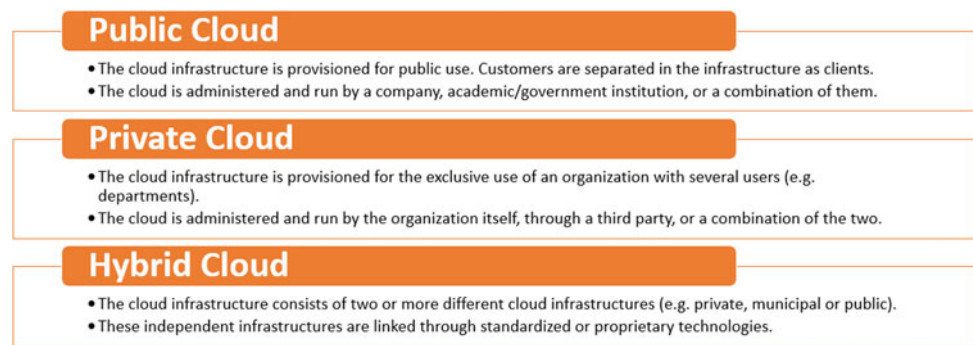 Public Cloud
• The cloud infrastructure is provisioned for public use. Customers are separated in the infrastructure as clients.
• The cloud is administered and run by a company, academic/government institution, or a combination of them.
Private Cloud
• The cloud infrastructure is provisioned for the exclusive use of an organization with several users (e.g.
departments).
• The cloud is administered and run by the organization itself, through a third party, or a combination of the two.
Hybrid Cloud
• The cloud infrastructure consists of two or more different cloud infrastructures (e.g. private, municipal or public).
• These independent infrastructures are linked through standardized or proprietary technologies.